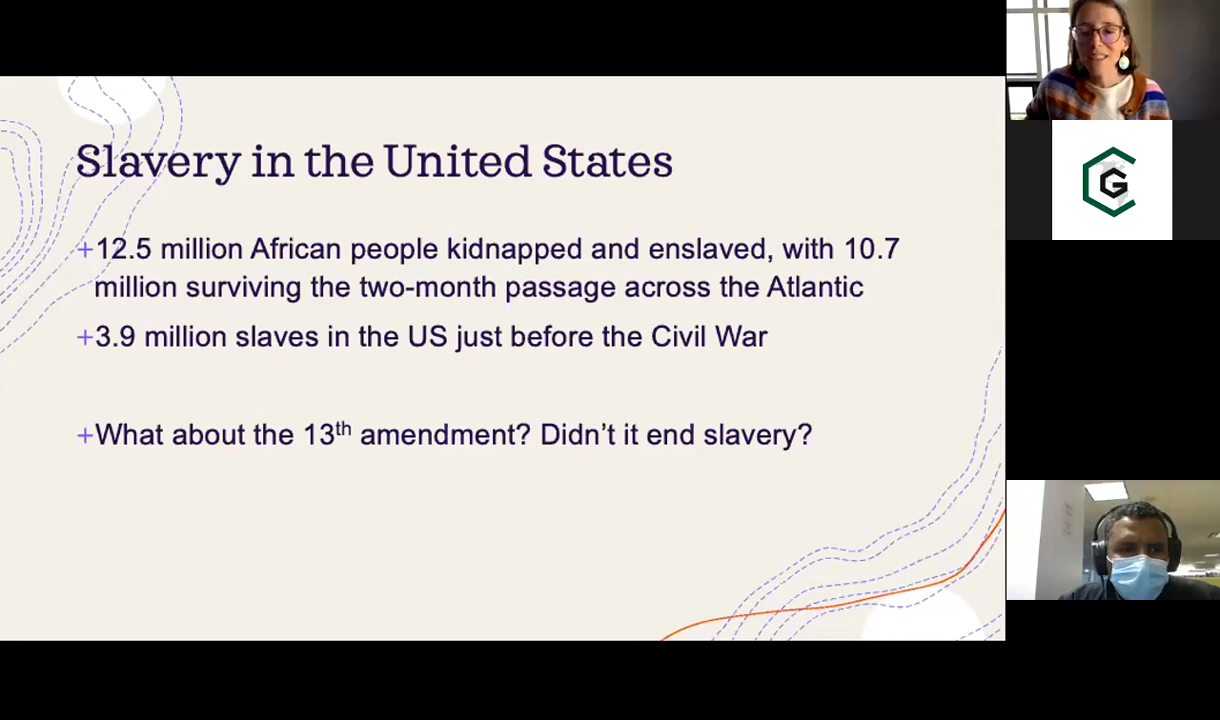 Slavery in the United States
+12.5 million African people kidnapped and enslaved, with 10.7
million surviving the two-month passage across the Atlantic
+3.9 million slaves in the US just before the Civil War
+What about the 13th amendment? Didn't it end slavery?
CG